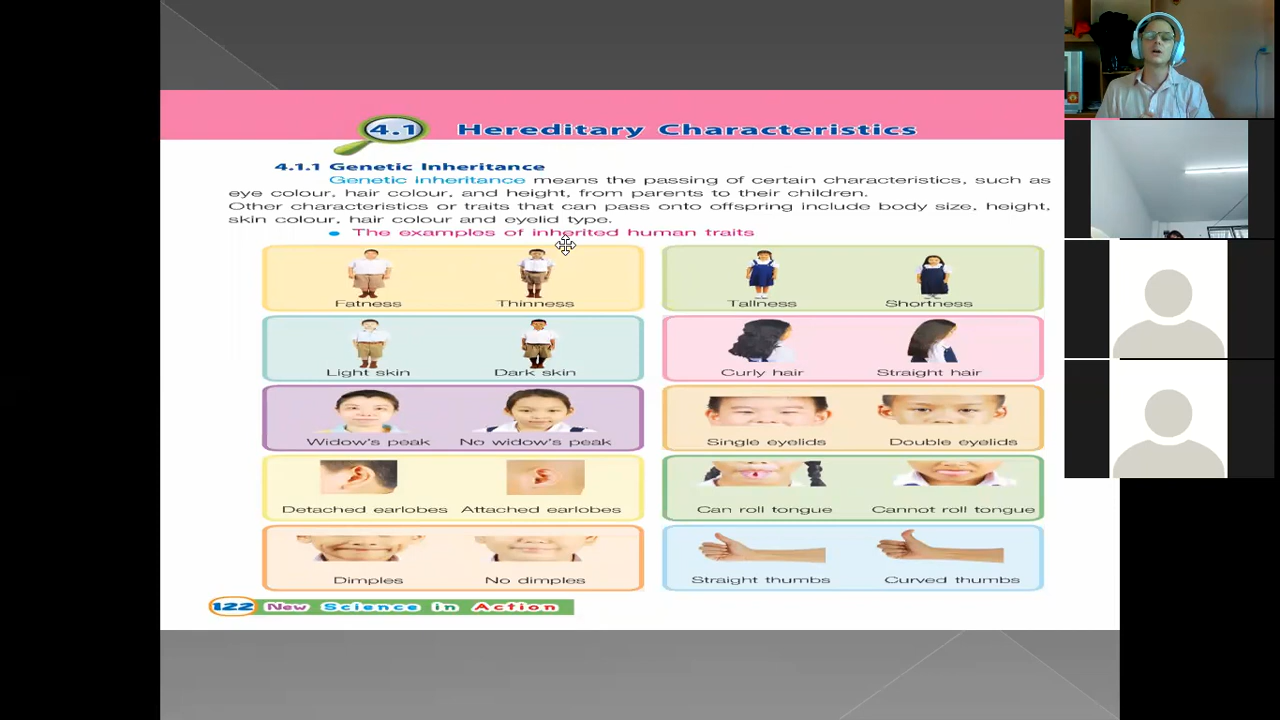 4.1 Hereditary Characteristics
4.1.1 Genetic Inheritance
Genetic inheritance means the passing of certain characteristics, such as
eye colour, hair colour, and height, from parents to their children.
Other characteristics or traits that can pass onto offspring include body size, height,
skin colour, hair colour and eyelid type.
• The examples of inherited human traits
Fatness Thinness
Tallness Shortness
Light skin Dark skin
Curly hair Straight hair
Widow's peak No widow's peak
Single eyelids Double eyelids
Detached earlobes Attached earlobes
Can roll tongue Cannot roll tongue
Dimples No dimples
Straight thumbs Curved thumbs
122 New Science in Action